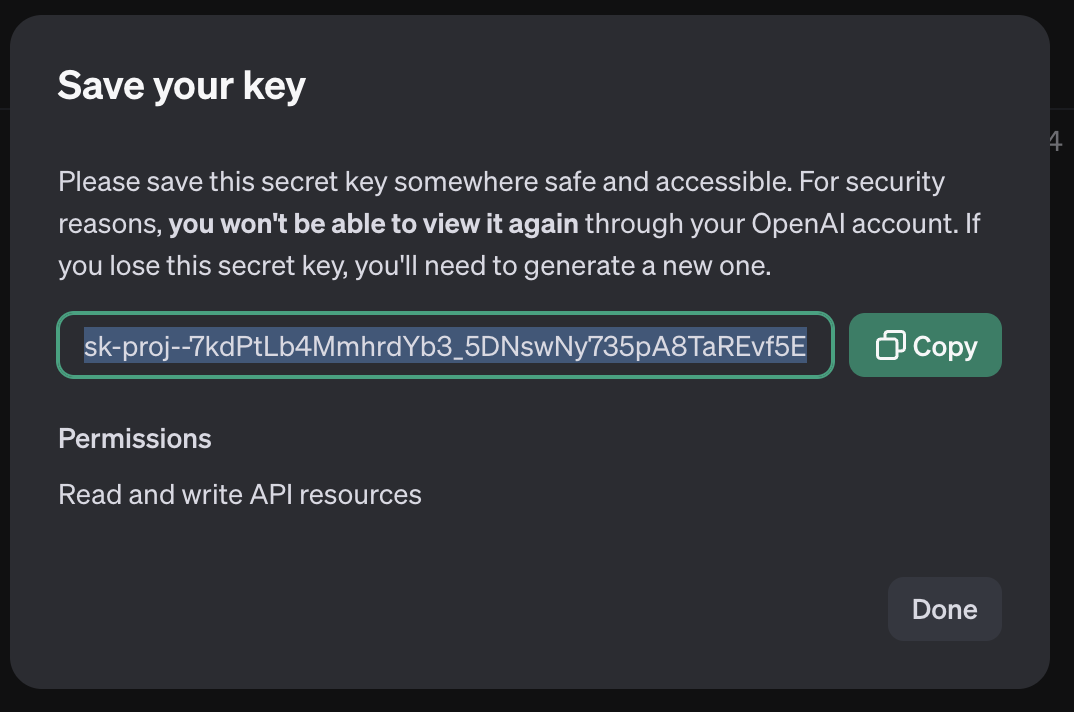 Save your key
4
Please save this secret key somewhere safe and accessible. For security
reasons, you won't be able to view it again through your OpenAI account. If
you lose this secret key, you'll need to generate a new one.
sk-proj--7kdPtLb4MmhrdYb3_5DNswNy735pA8TaREvf5E
Copy
Permissions
Read and write API resources
Done